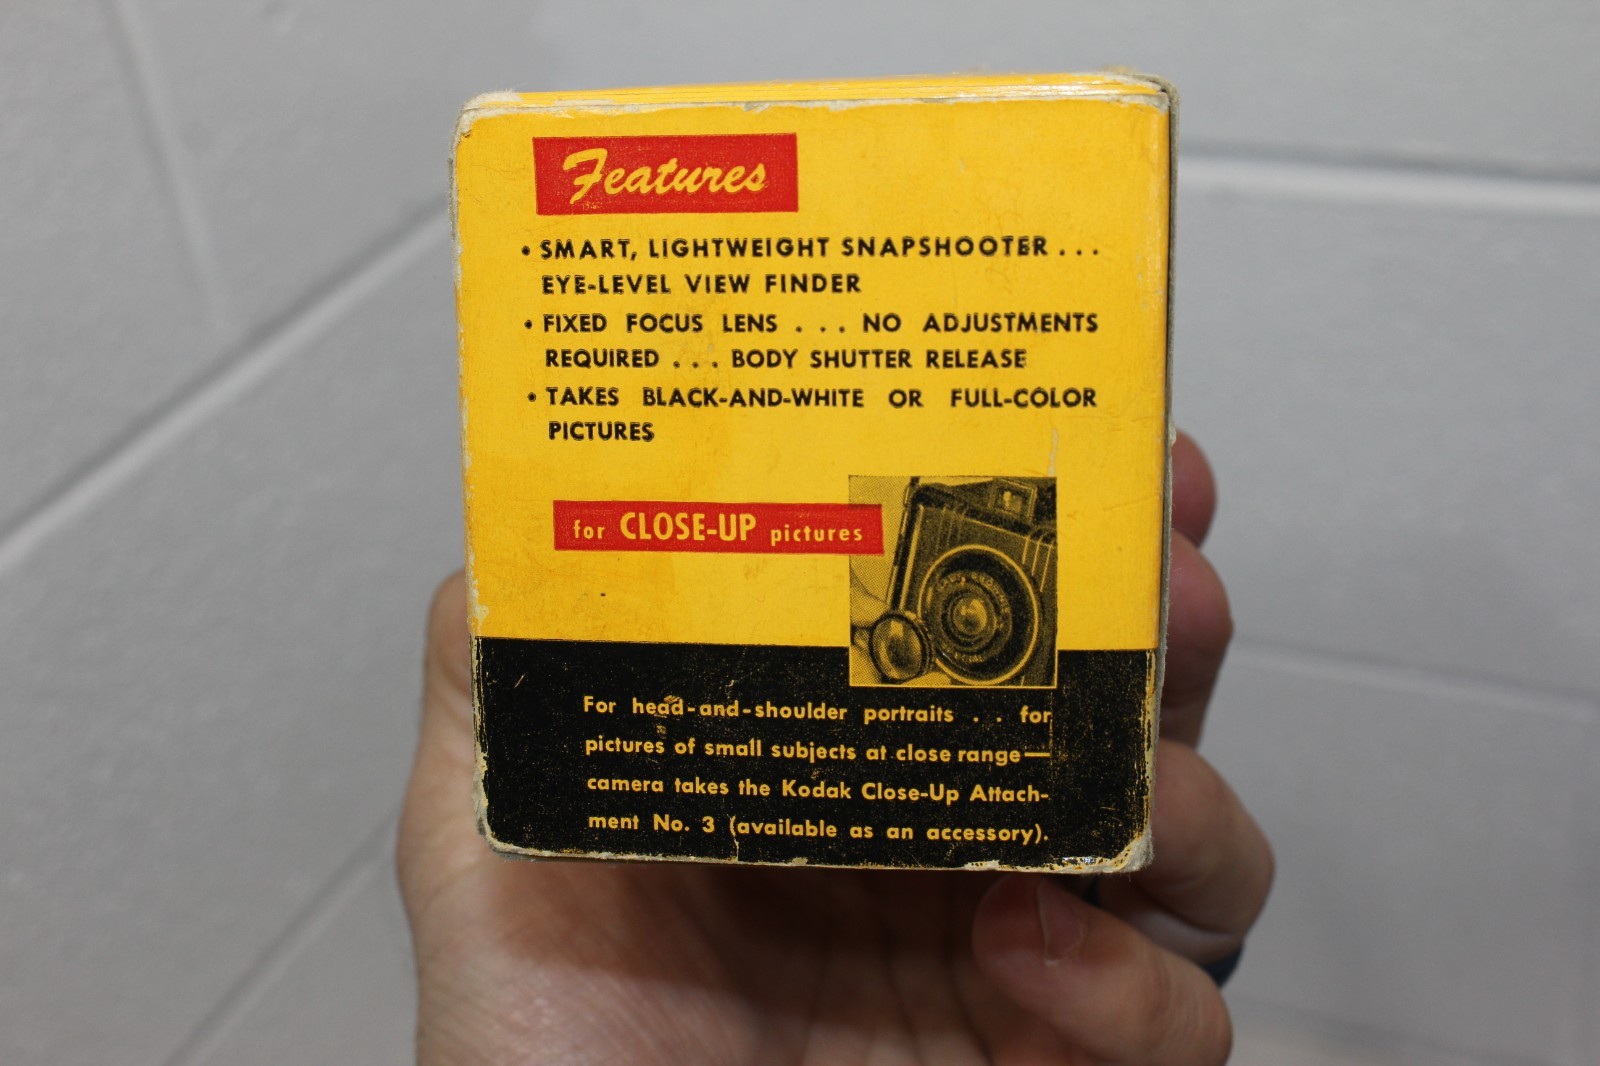 Features
• SMART, LIGHTWEIGHT SNAPSHOOTER . . .
EYE-LEVEL VIEW FINDER
• FIXED FOCUS LENS . . . NO ADJUSTMENTS
REQUIRED . . . BODY SHUTTER RELEASE
• TAKES BLACK-AND-WHITE OR FULL-COLOR
PICTURES
for CLOSE-UP pictures
For head-and-shoulder portraits . . for
pictures of small subjects at close range—
camera takes the Kodak Close-Up Attach-
ment No. 3 (available as an accessory).